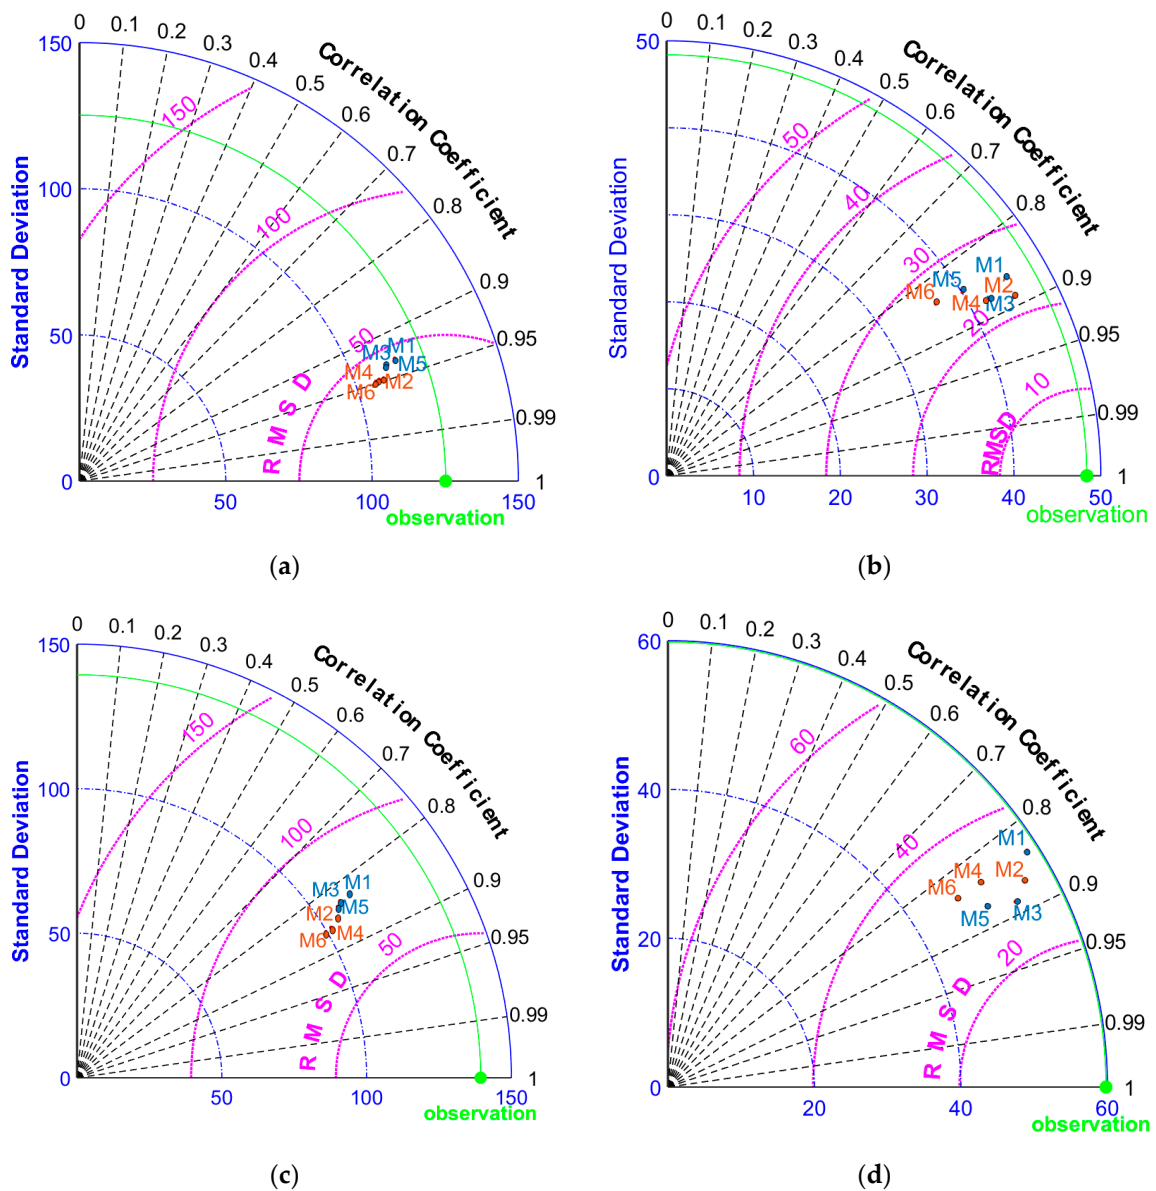 0 0.1 0.2 0.3 0.4 0.5 0.6 0.7 0.8 0.9 0.95 0.99 1
Correlation Coefficient
Standard Deviation
150 100 50 0
50 100 150
150 100 50
RMSD
M1
M3
M5
M4
M2
M6
observation
(a)
0 0.1 0.2 0.3 0.4 0.5 0.6 0.7 0.8 0.9 0.95 0.99 1
Correlation Coefficient
Standard Deviation
50 0
10 20 30 40 50
50 40 30 20 10
RMSD
M1
M5
M2
M6
M4
M3
observation
(b)
0 0.1 0.2 0.3 0.4 0.5 0.6 0.7 0.8 0.9 0.95 0.99 1
Correlation Coefficient
Standard Deviation
150 100 50 0
50 100 150
150 100 50
RMSD
M3
M1
M5
M2
M4
M6
observation
(c)
0 0.1 0.2 0.3 0.4 0.5 0.6 0.7 0.8 0.9 0.95 0.99 1
Correlation Coefficient
Standard Deviation
60 40 20 0
20 40 60
60 40 20
RMSD
M1
M4
M2
M6
M5
M3
observation
(d)